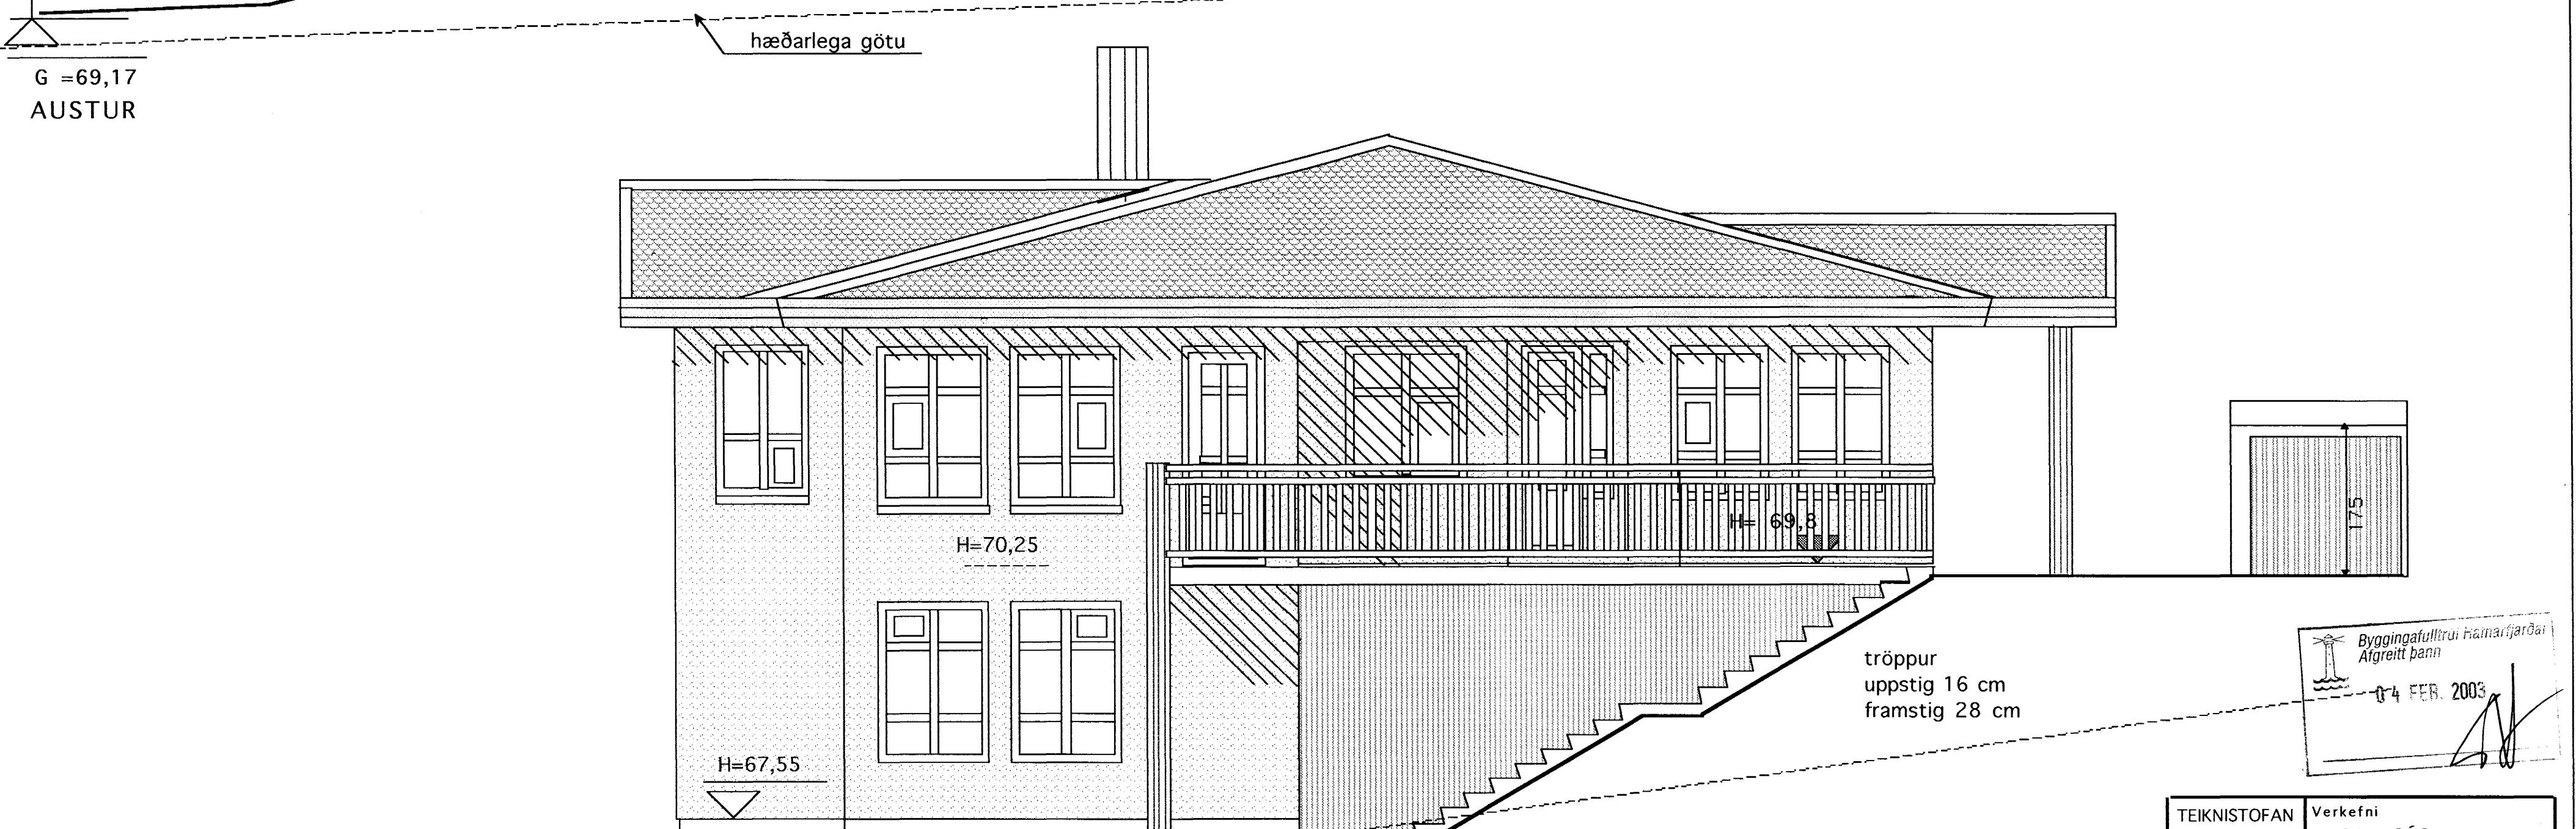 hæðarlega götu
G =69,17
AUSTUR
H=70,25
H= 69,8
175
tröppur
uppstig 16 cm
framstig 28 cm
H=67,55
Byggingafulltrúi Hafnarfjarðar
Afgreitt þann
04 FEB. 2003
TEIKNISTOFAN
Verkefni